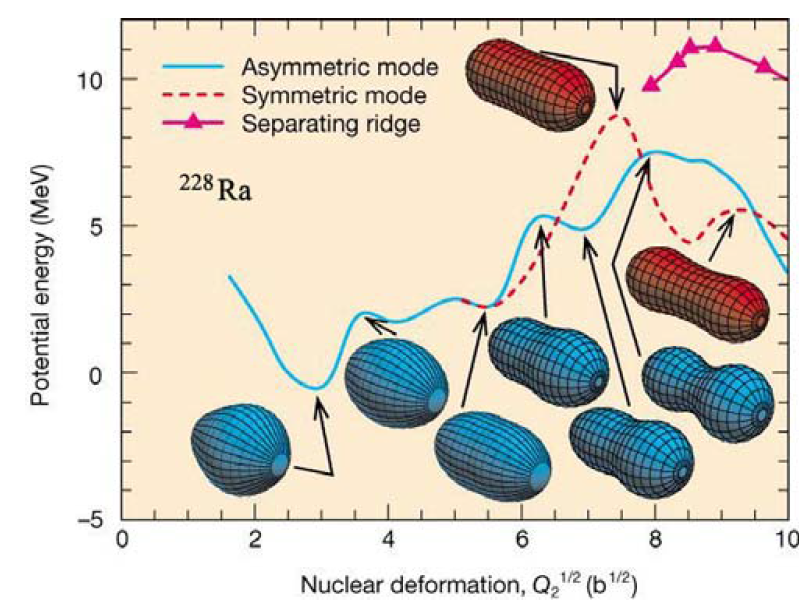 Asymmetric mode
Symmetric mode
Separating ridge
²²⁸Ra
Potential energy (MeV)
10
5
0
–5
0 2 4 6 8 10
Nuclear deformation, Q₂¹/² (b¹/²)